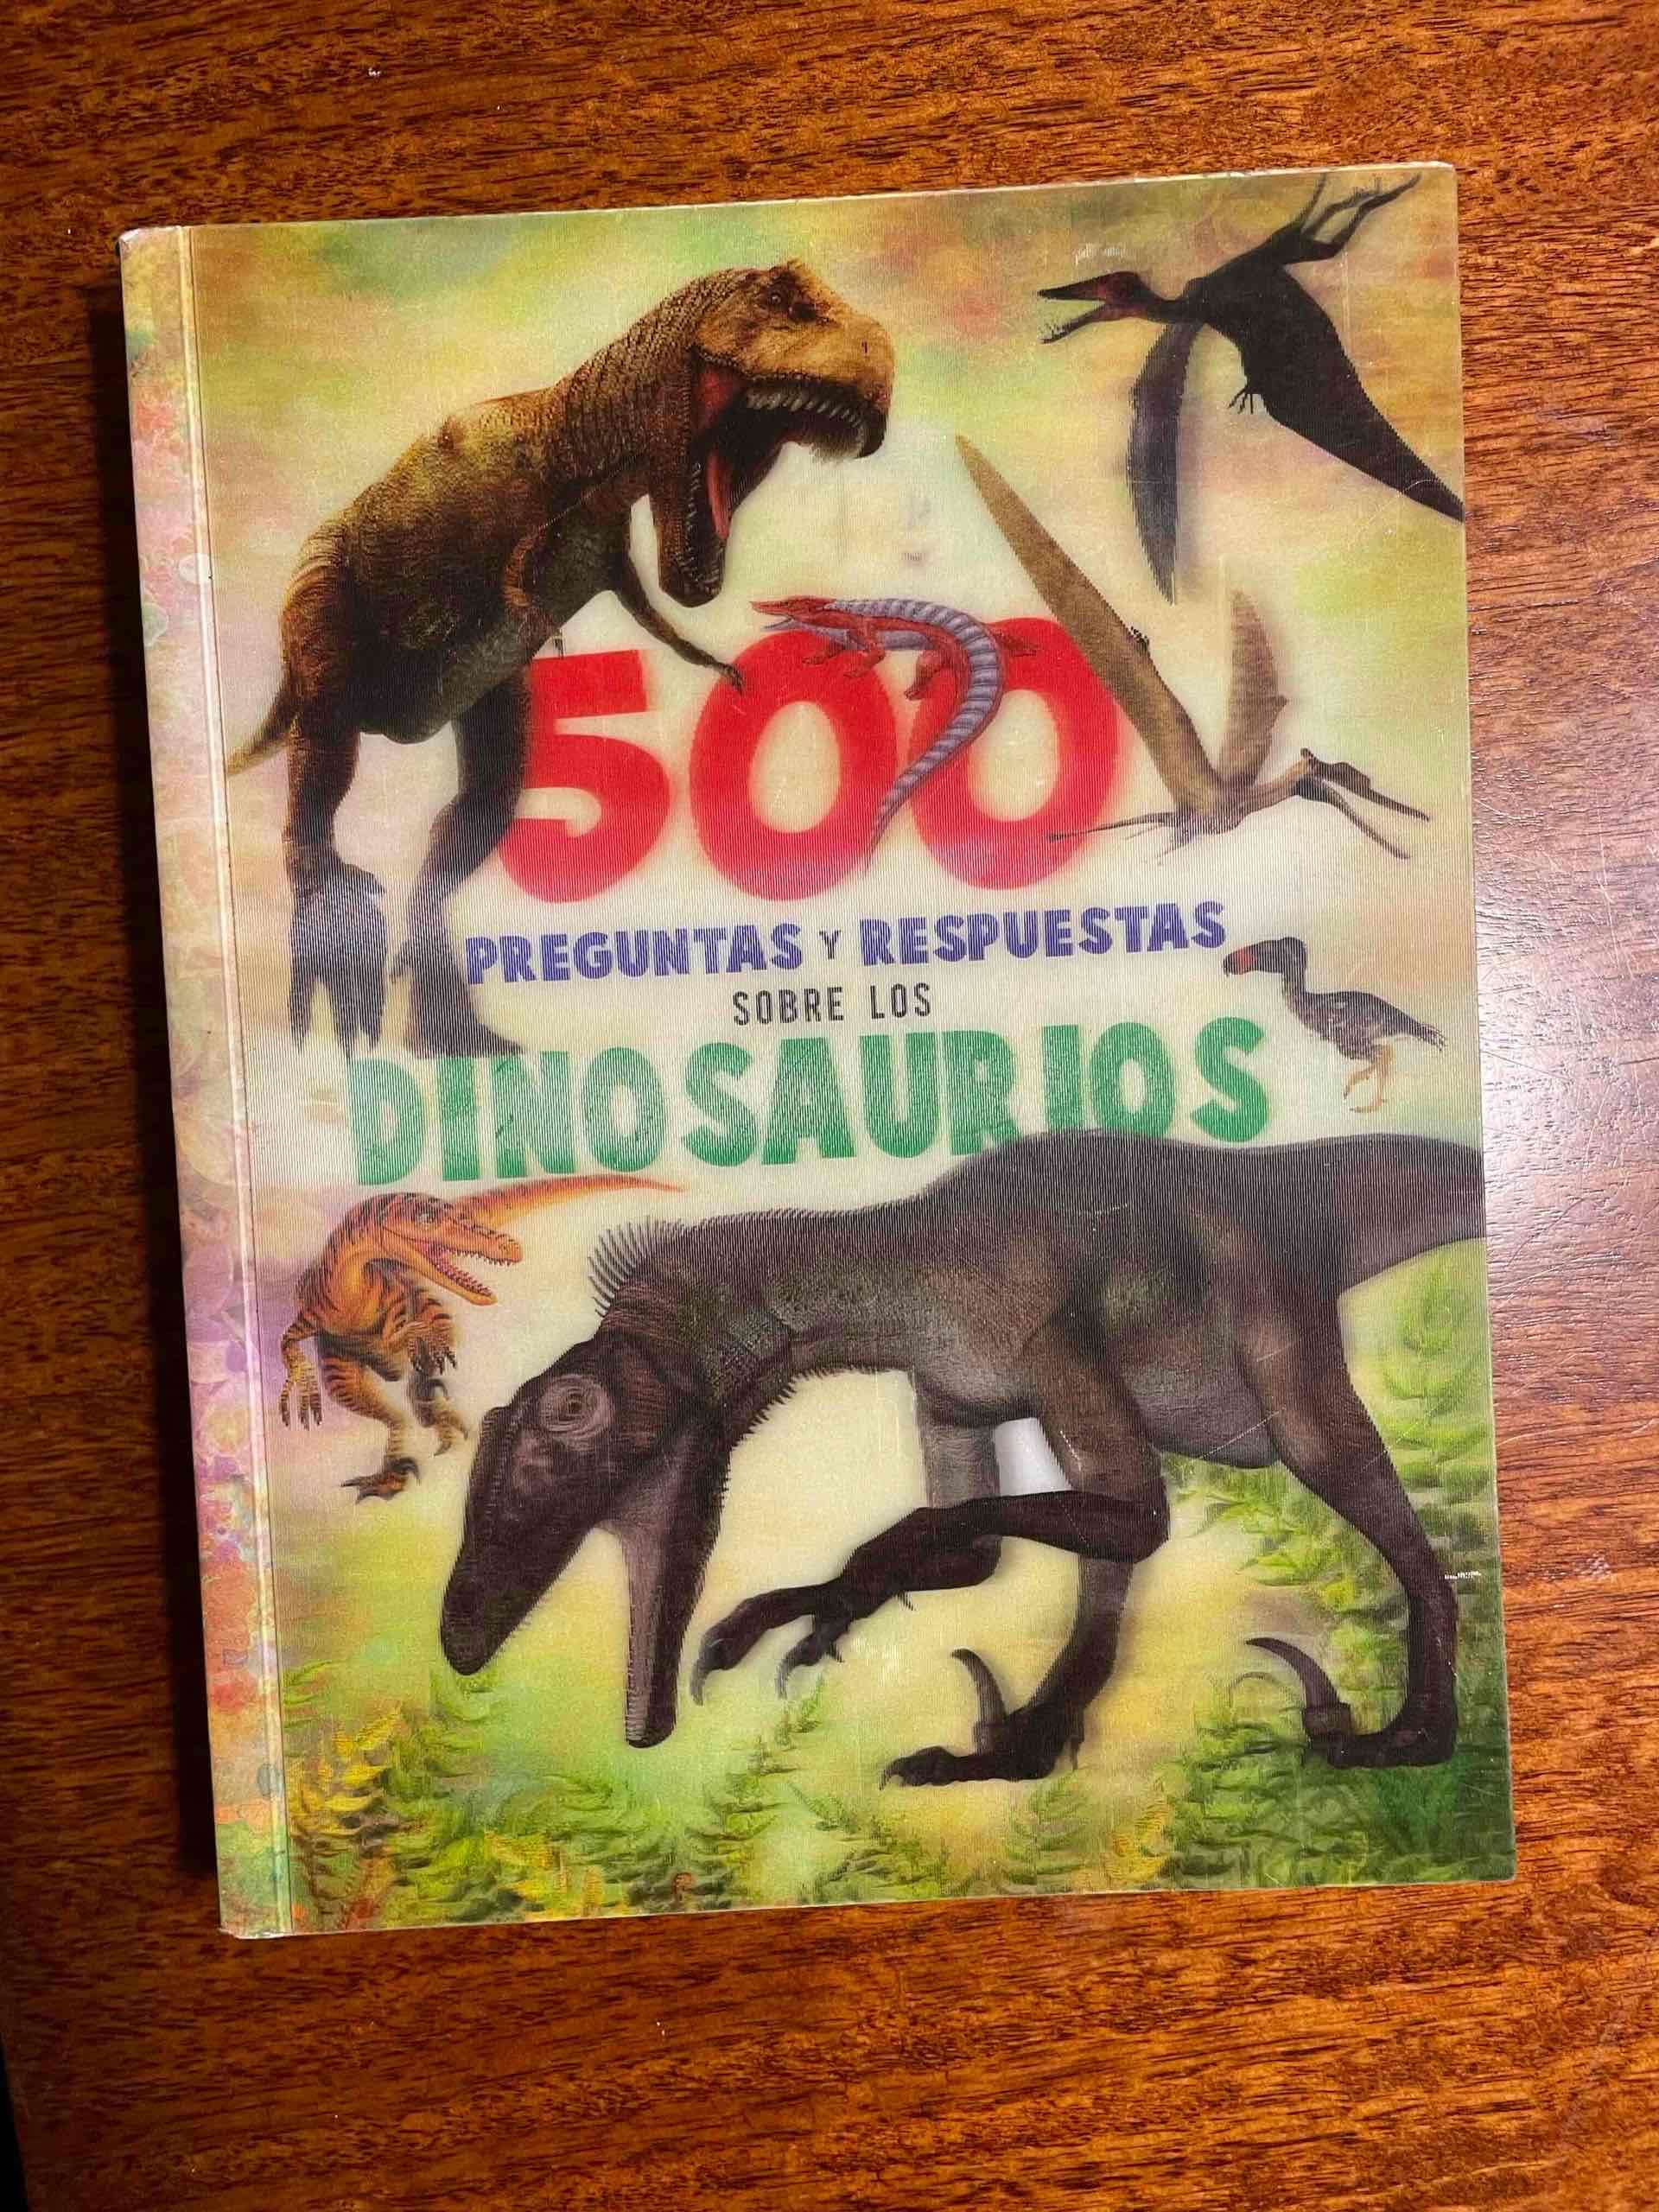 500
PREGUNTAS Y RESPUESTAS
SOBRE LOS
DINOSAURIOS